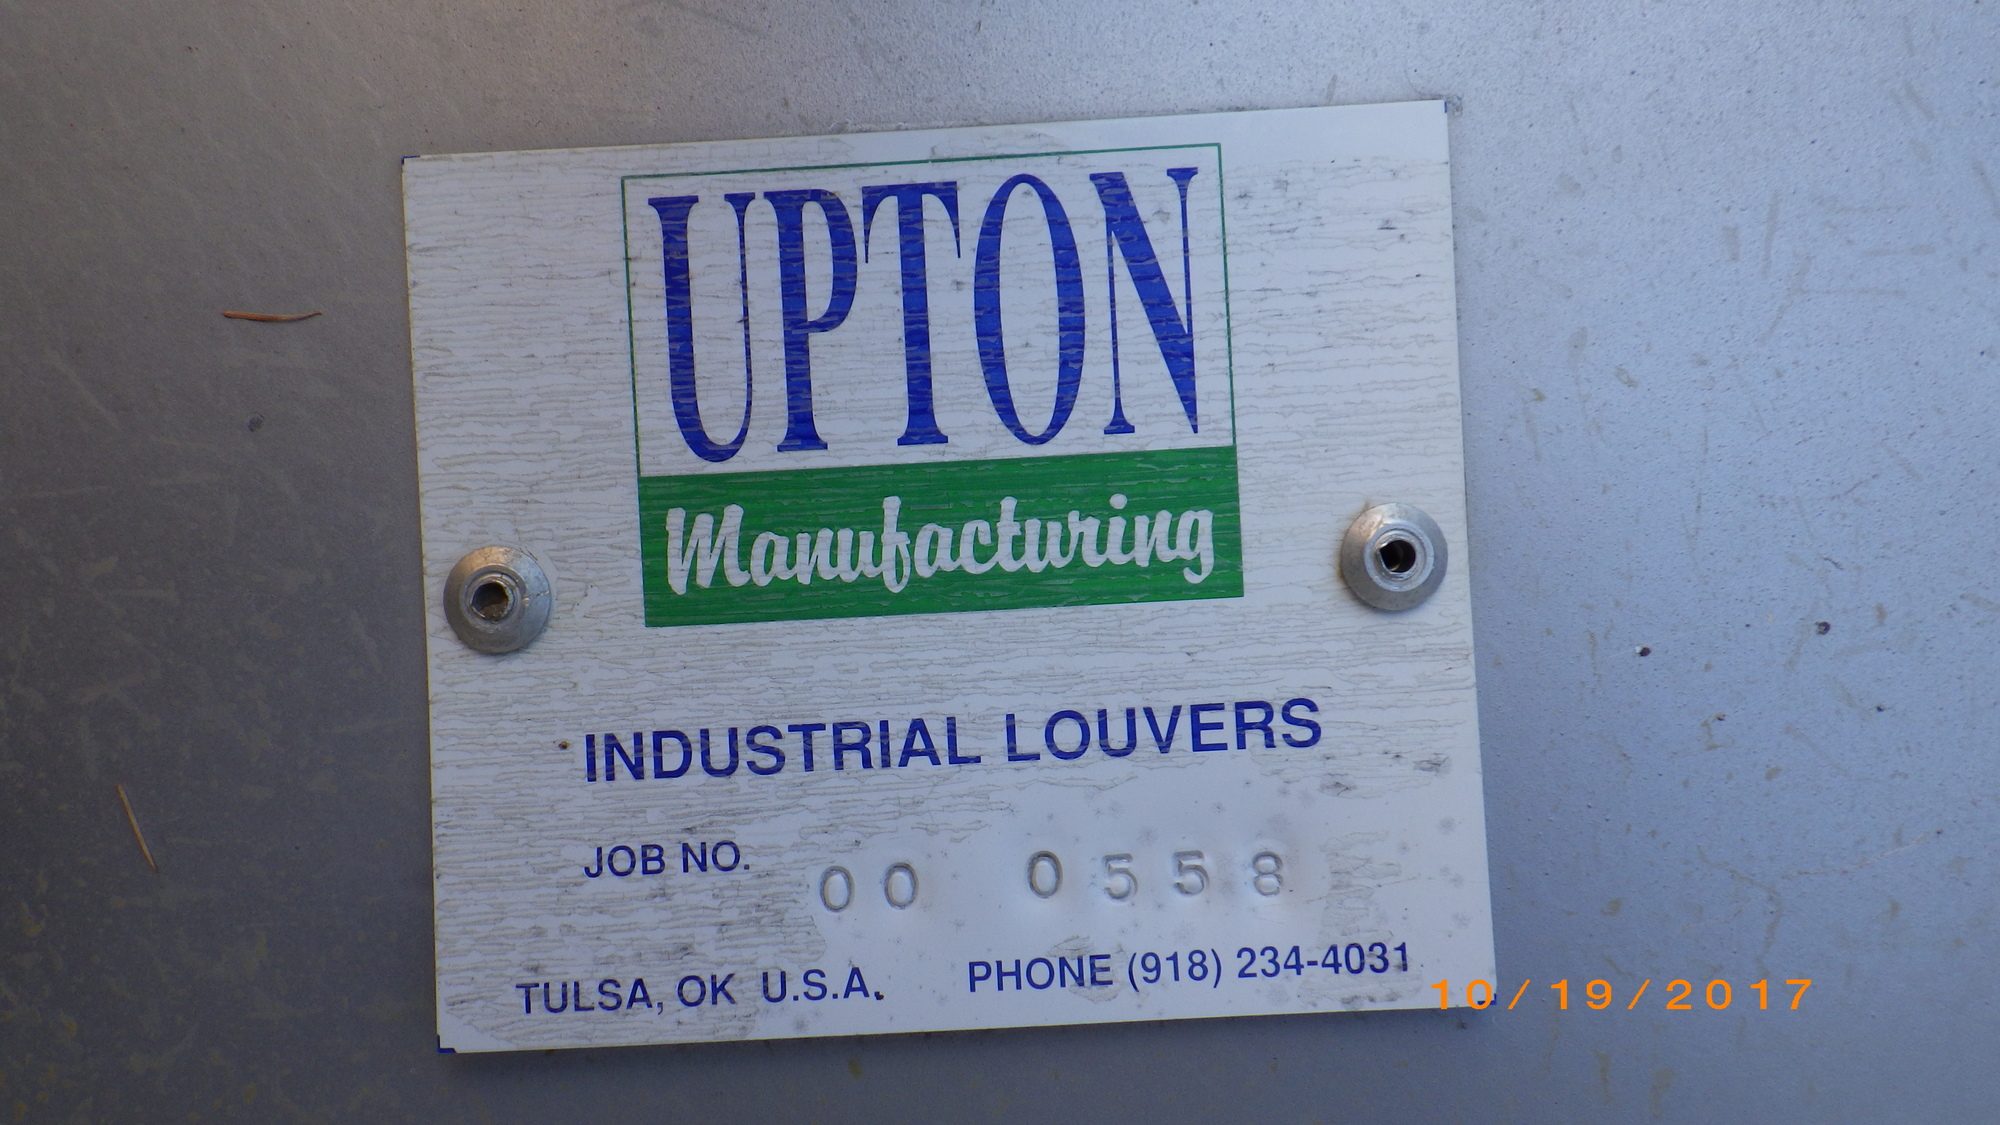 UPTON
Manufacturing
INDUSTRIAL LOUVERS
JOB NO. 00 0558
TULSA, OK U.S.A. PHONE (918) 234-4031
10/19/2017